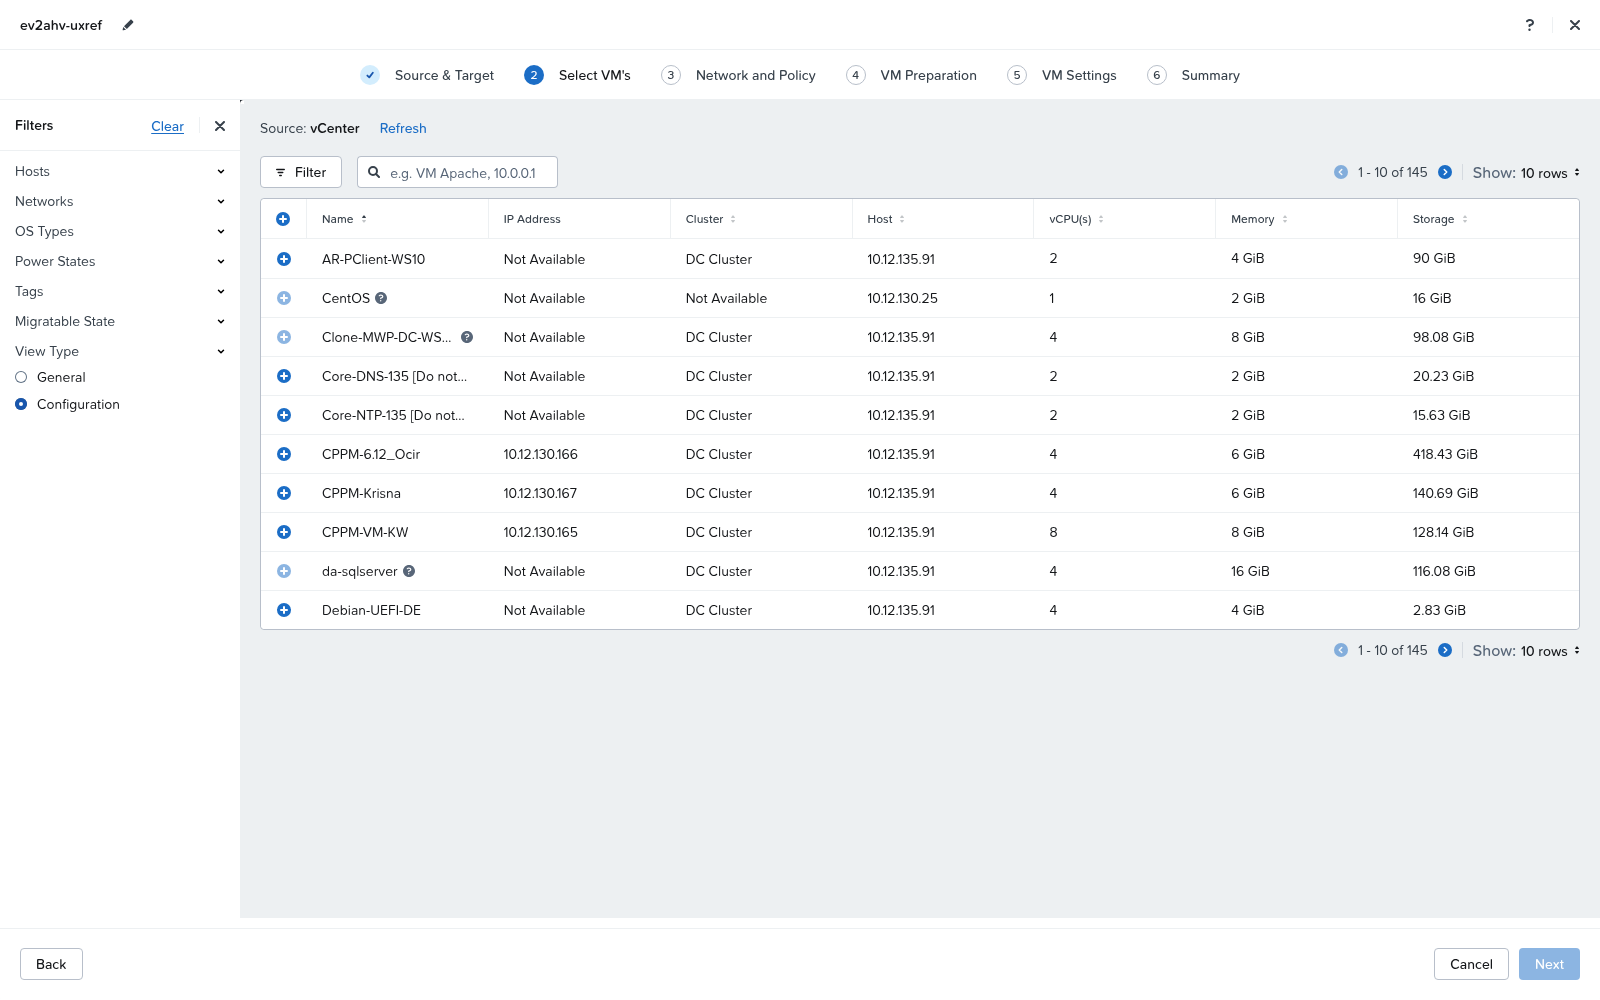 ev2ahv-uxref
?
Source & Target
2 Select VM's
3 Network and Policy
4 VM Preparation
5 VM Settings
6 Summary
Filters
Clear
Hosts
Networks
OS Types
Power States
Tags
Migratable State
View Type
General
Configuration
Source: vCenter Refresh
Filter
e.g. VM Apache, 10.0.0.1
1 - 10 of 145
Show: 10 rows
Name IP Address Cluster Host vCPU(s) Memory Storage
AR-PClient-WS10 Not Available DC Cluster 10.12.135.91 2 4 GiB 90 GiB
CentOS ? Not Available Not Available 10.12.130.25 1 2 GiB 16 GiB
Clone-MWP-DC-WS... ? Not Available DC Cluster 10.12.135.91 4 8 GiB 98.08 GiB
Core-DNS-135 [Do not... Not Available DC Cluster 10.12.135.91 2 2 GiB 20.23 GiB
Core-NTP-135 [Do not... Not Available DC Cluster 10.12.135.91 2 2 GiB 15.63 GiB
CPPM-6.12_Ocir 10.12.130.166 DC Cluster 10.12.135.91 4 6 GiB 418.43 GiB
CPPM-Krisna 10.12.130.167 DC Cluster 10.12.135.91 4 6 GiB 140.69 GiB
CPPM-VM-KW 10.12.130.165 DC Cluster 10.12.135.91 8 8 GiB 128.14 GiB
da-sqlserver ? Not Available DC Cluster 10.12.135.91 4 16 GiB 116.08 GiB
Debian-UEFI-DE Not Available DC Cluster 10.12.135.91 4 4 GiB 2.83 GiB
1 - 10 of 145
Show: 10 rows
Back
Cancel
Next